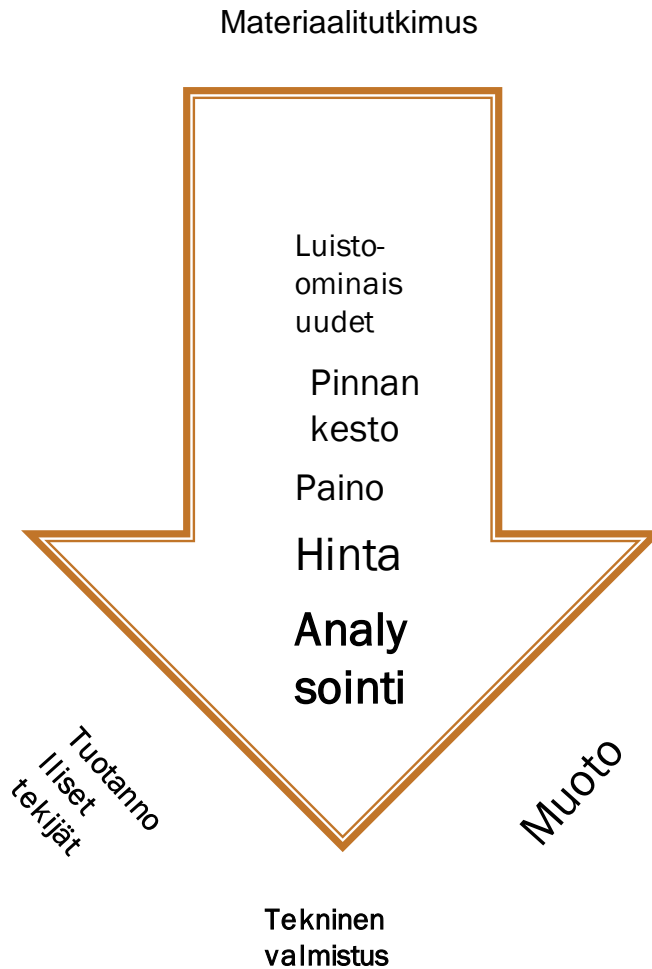 Materiaalitutkimus
Luisto-
ominais
uudet
Pinnan
kesto
Paino
Hinta
Analy
sointi
Tuotanno
lliset
tekijät
Muoto
Tekninen
valmistus